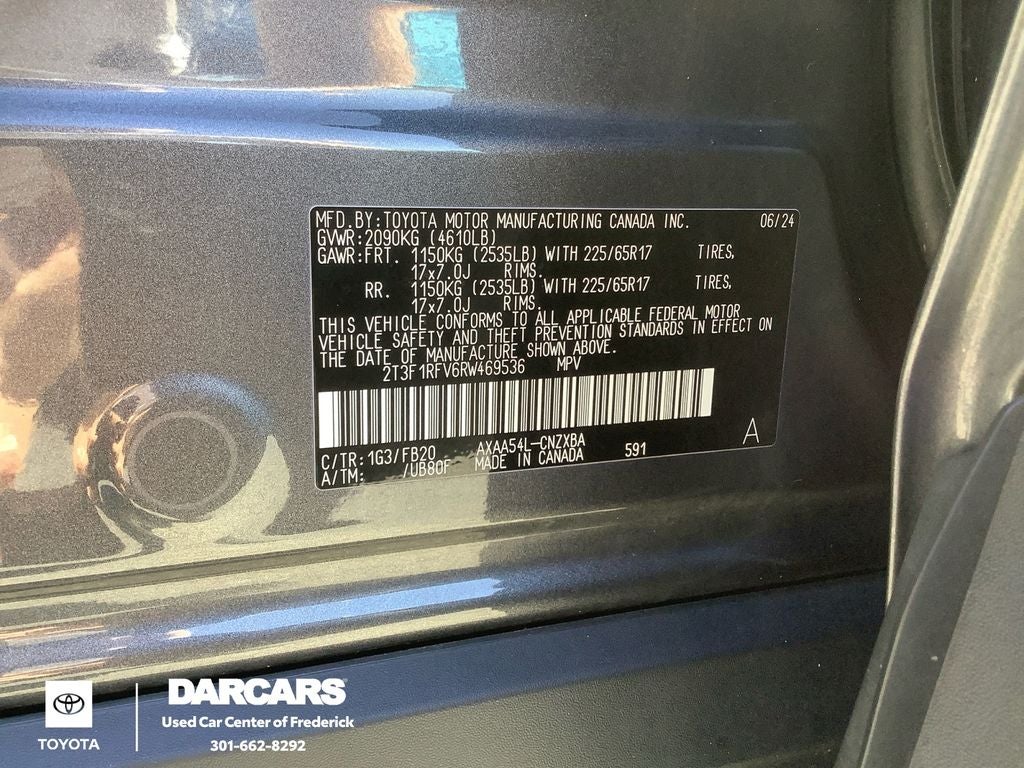 MFD. BY: TOYOTA MOTOR MANUFACTURING CANADA INC. 06/24
GVWR: 2090KG (4610LB)
GAWR: FRT. 1150KG (2535LB) WITH 225/65R17 TIRES,
17x7.0J RIMS.
RR. 1150KG (2535LB) WITH 225/65R17 TIRES,
17x7.0J RIMS.
THIS VEHICLE CONFORMS TO ALL APPLICABLE FEDERAL MOTOR
VEHICLE SAFETY AND THEFT PREVENTION STANDARDS IN EFFECT ON
THE DATE OF MANUFACTURE SHOWN ABOVE.
2T3F1RFV6RW469536 MPV
C/TR: 1G3/FB20 AXAA54L-CNZXBA 591 A
A/TM: /UB80F MADE IN CANADA
TOYOTA
DARCARS
Used Car Center of Frederick
301-662-8292